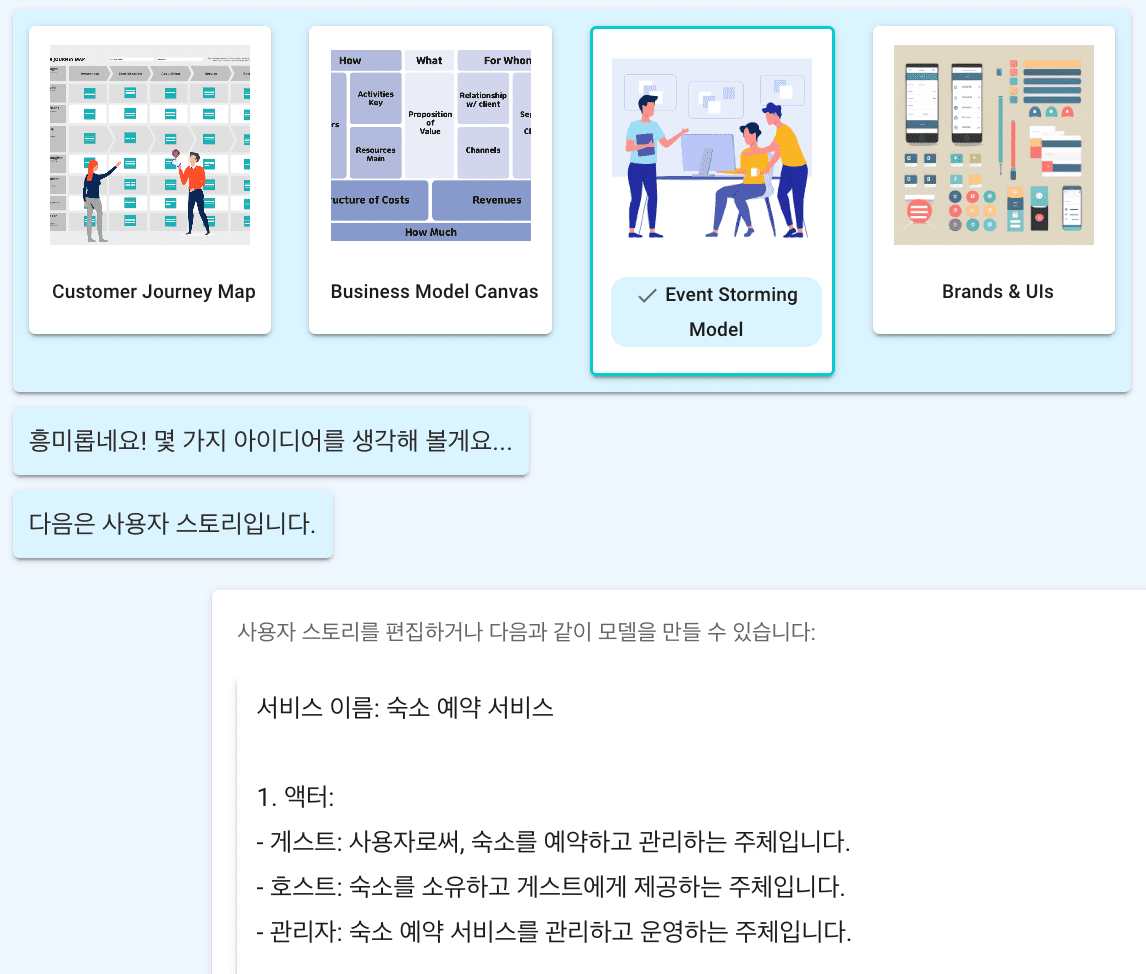 JOURNEY MAP
Awareness
Consideration
Acquisition
Service
How
What
For Whom
Activities
Key
Proposition
of
Value
Relationship
w/ client
Resources
Main
Channels
ructure of Costs
Revenues
How Much
Customer Journey Map
Business Model Canvas
Event Storming
Model
Brands & UIs
흥미롭네요! 몇 가지 아이디어를 생각해 볼게요...
다음은 사용자 스토리입니다.
사용자 스토리를 편집하거나 다음과 같이 모델을 만들 수 있습니다:
서비스 이름: 숙소 예약 서비스
1. 액터:
- 게스트: 사용자로써, 숙소를 예약하고 관리하는 주체입니다.
- 호스트: 숙소를 소유하고 게스트에게 제공하는 주체입니다.
- 관리자: 숙소 예약 서비스를 관리하고 운영하는 주체입니다.